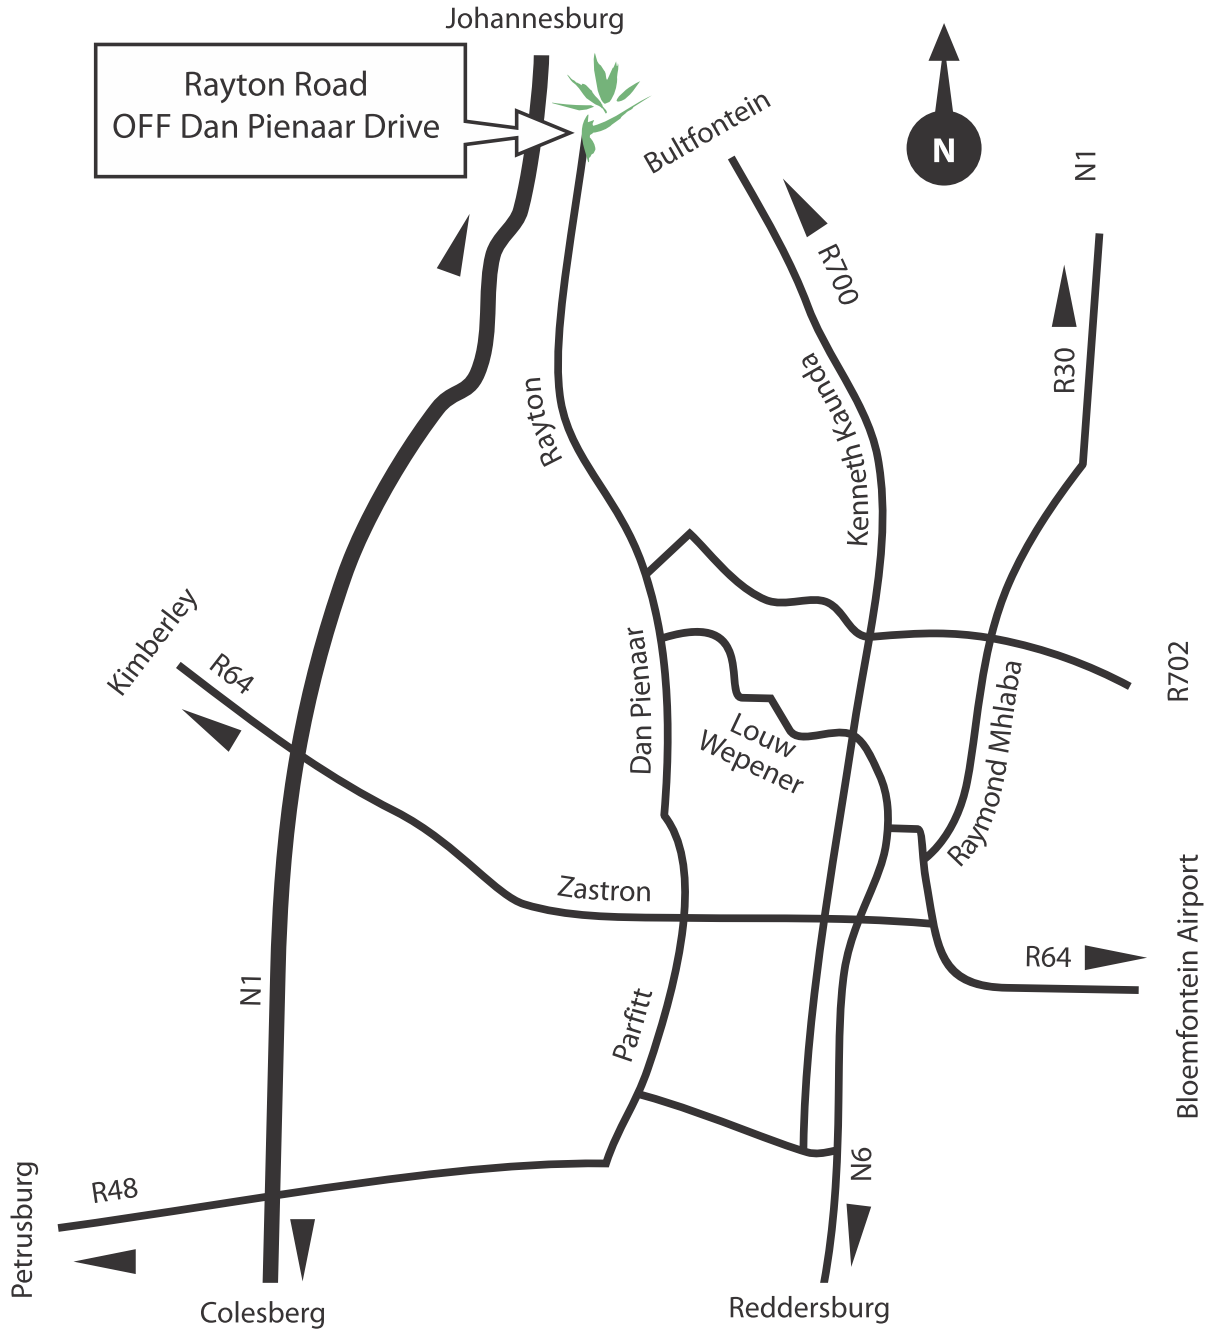 Johannesburg
Rayton Road
OFF Dan Pienaar Drive
Bultfontein
N
N1
R700
R30
Kenneth Kaunda
Rayton
Kimberley
R64
Dan Pienaar
Louw
Wepener
R702
Raymond Mhlaba
Zastron
R64
Bloemfontein Airport
N1
Parfitt
N6
R48
Petrusburg
Colesberg
Reddersburg